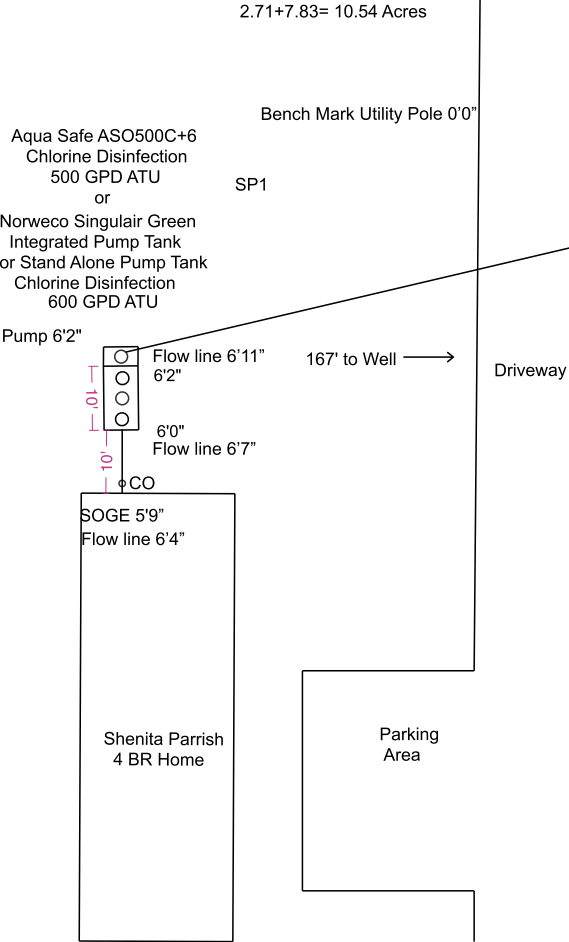 2.71+7.83= 10.54 Acres
Bench Mark Utility Pole 0’0”
Aqua Safe ASO500C+6
Chlorine Disinfection
500 GPD ATU
or
Norweco Singulair Green
Integrated Pump Tank
or Stand Alone Pump Tank
Chlorine Disinfection
600 GPD ATU
SP1
Pump 6'2"
Flow line 6’11”
6'2"
167' to Well
Driveway
10'
6'0"
Flow line 6’7”
10'
CO
SOGE 5'9”
Flow line 6’4”
Shenita Parrish
4 BR Home
Parking
Area